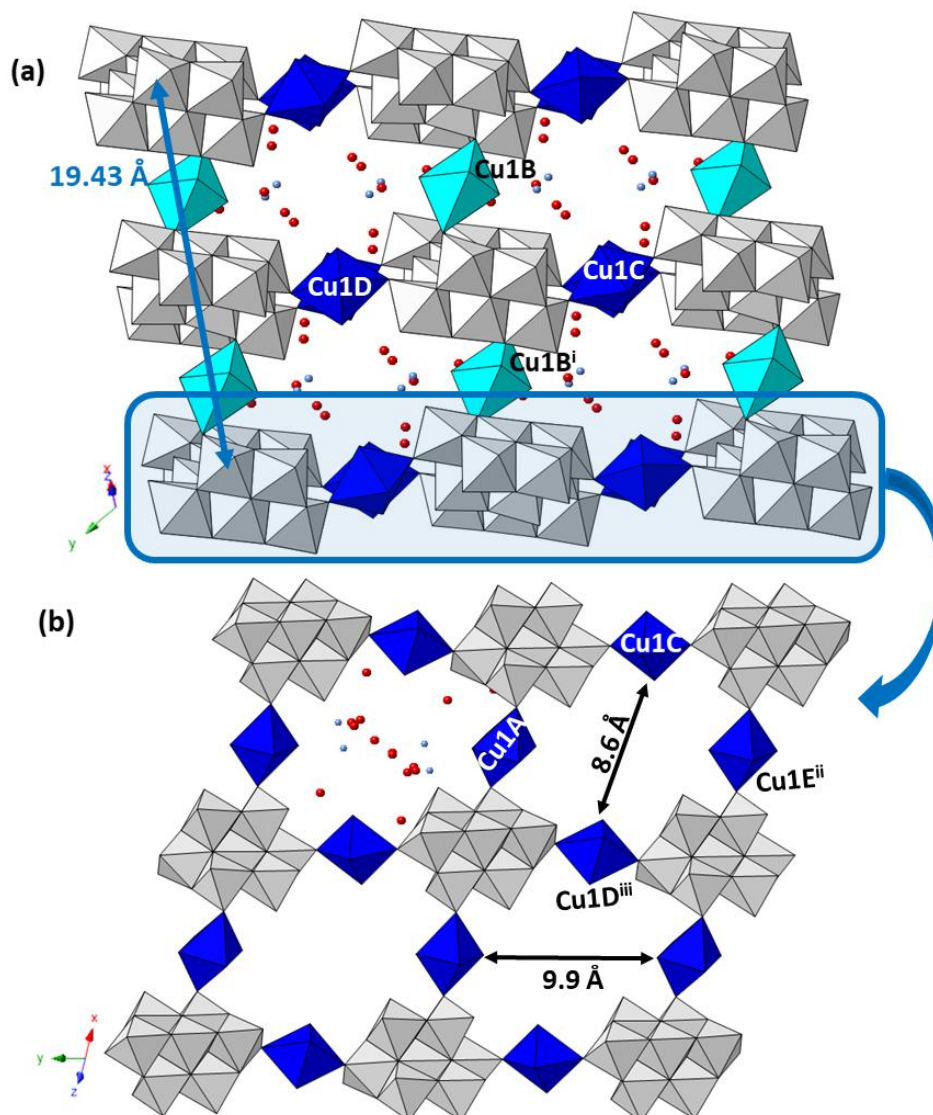 (a)
Cu1B
19.43 Å
Cu1D
Cu1C
Cu1Bⁱ
x
z
y
(b)
Cu1C
Cu1A
8.6 Å
Cu1Eⁱⁱ
Cu1Dⁱⁱⁱ
9.9 Å
x
y
z